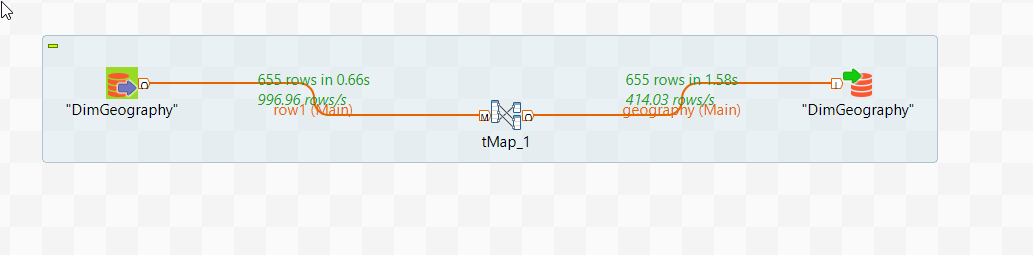 655 rows in 0.66s
996.96 rows/s
row1 (Main)
655 rows in 1.58s
414.03 rows/s
geography (Main)
O
"DimGeography"
M
O
tMap_1
I
"DimGeography"